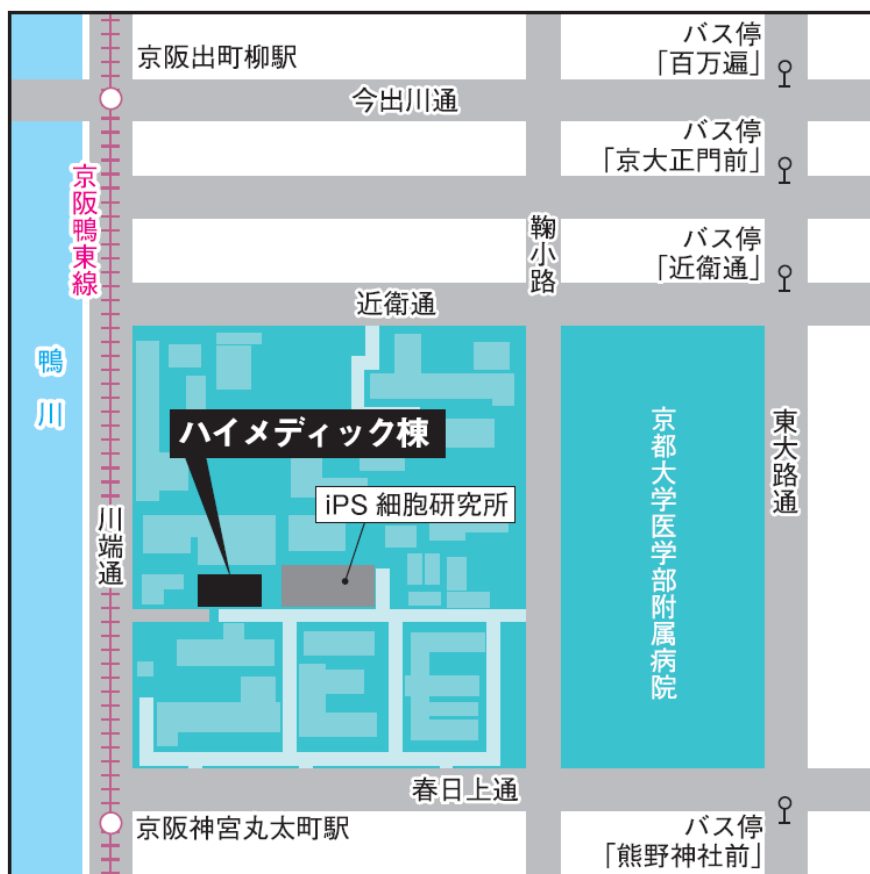 京阪出町柳駅
バス停
「百万遍」
今出川通
バス停
「京大正門前」
京阪鴨東線
鞠小路
バス停
「近衛通」
近衛通
鴨川
ハイメディック棟
iPS 細胞研究所
京都大学医学部附属病院
東大路通
川端通
春日上通
京阪神宮丸太町駅
バス停
「熊野神社前」